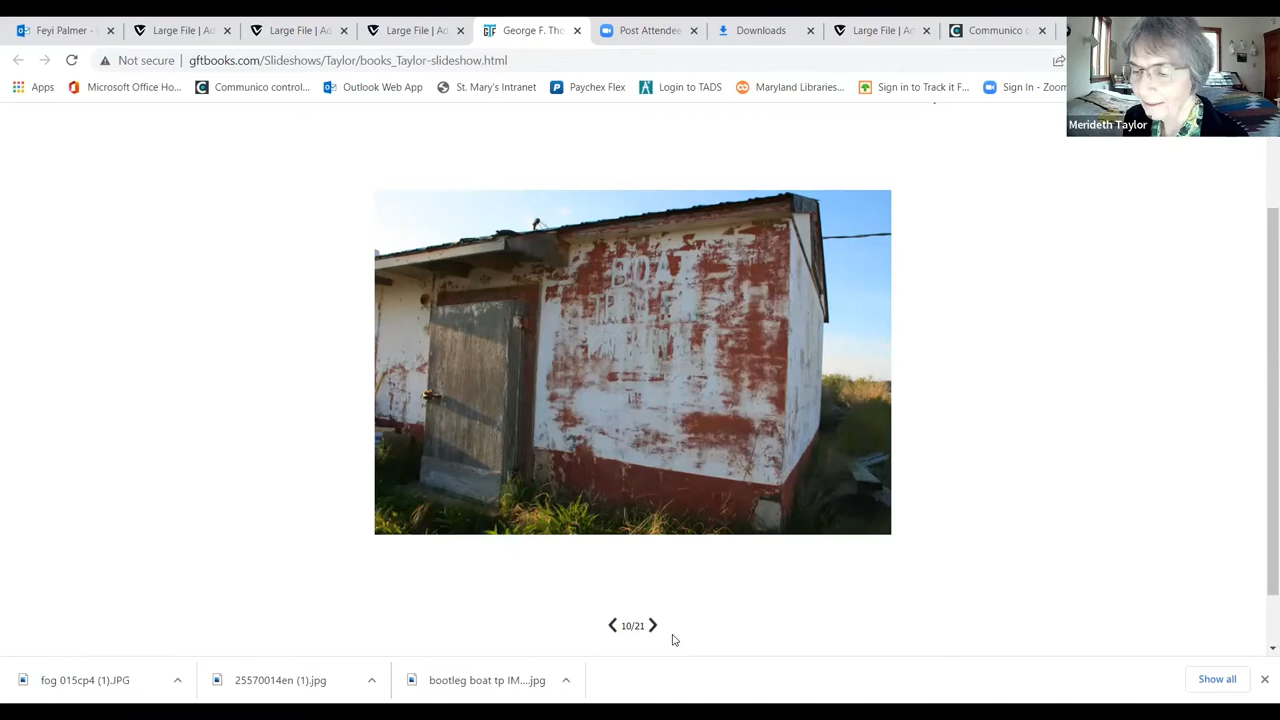 Feyi Palmer -
Large File | Ad
Large File | Ad
Large File | Ad
George F. Tho
Post Attendee
Downloads
Large File | Ad
Communico c
Not secure | gftbooks.com/Slideshows/Taylor/books_Taylor-slideshow.html
Apps
Microsoft Office Ho...
Communico control...
Outlook Web App
St. Mary's Intr
Paychex Flex
Login to TADS
Maryland Libraries...
Sign in to Track it F...
Sign In - Zoom
Merideth Taylor
BOAT
10/21
fog 015cp4 (1).JPG
25570014en (1).jpg
bootleg boat tp IM....jpg
Show all